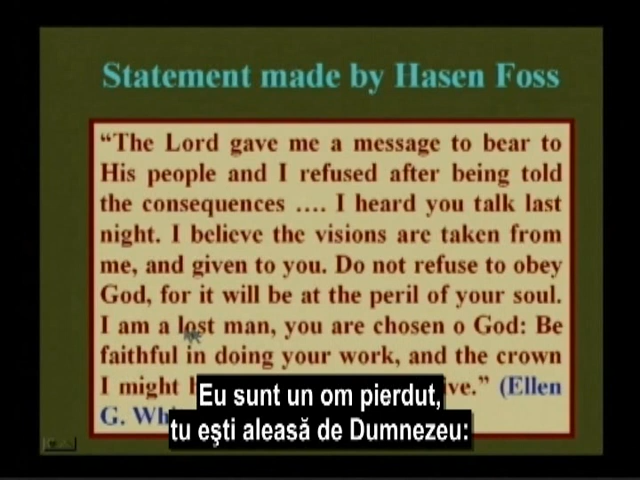 Statement made by Hasen Foss
“The Lord gave me a message to bear to
His people and I refused after being told
the consequences …. I heard you talk last
night. I believe the visions are taken from
me, and given to you. Do not refuse to obey
God, for it will be at the peril of your soul.
I am a lost man, you are chosen o God: Be
faithful in doing your work, and the crown
I might ive.” (Ellen
G. Wh
Eu sunt un om pierdut,
tu eşti aleasă de Dumnezeu: